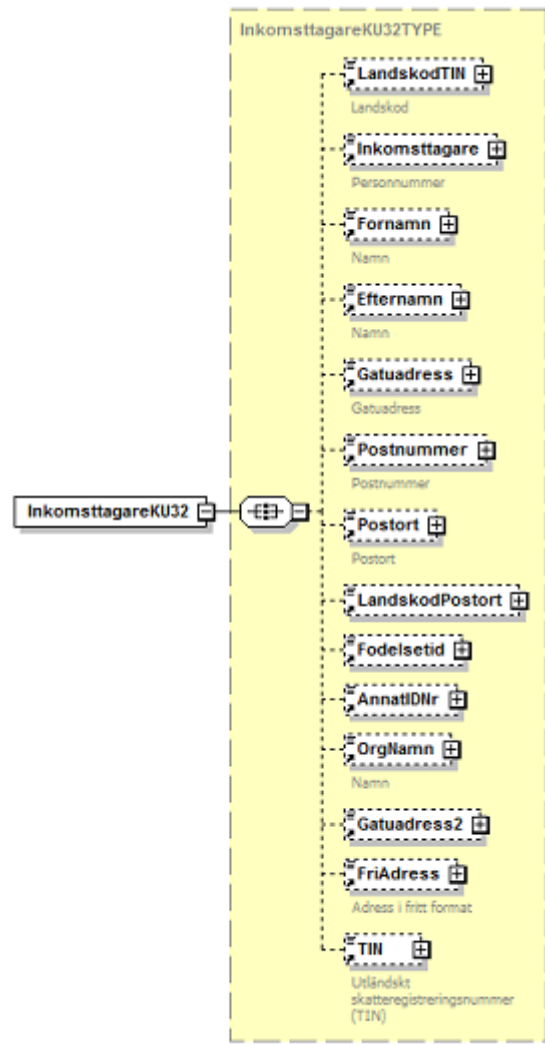 InkomsttagareKU32TYPE
LandskodTIN
Landskod
Inkomsttagare
Personnummer
Fornamn
Namn
Efternamn
Namn
Gatuadress
Gatuadress
Postnummer
Postnummer
InkomsttagareKU32
Postort
Postort
LandskodPostort
Fodelsetid
AnnatIDNr
OrgNamn
Namn
Gatuadress2
FriAdress
Adress i fritt format
TIN
Utländskt
skatteregistreringsnummer
(TIN)